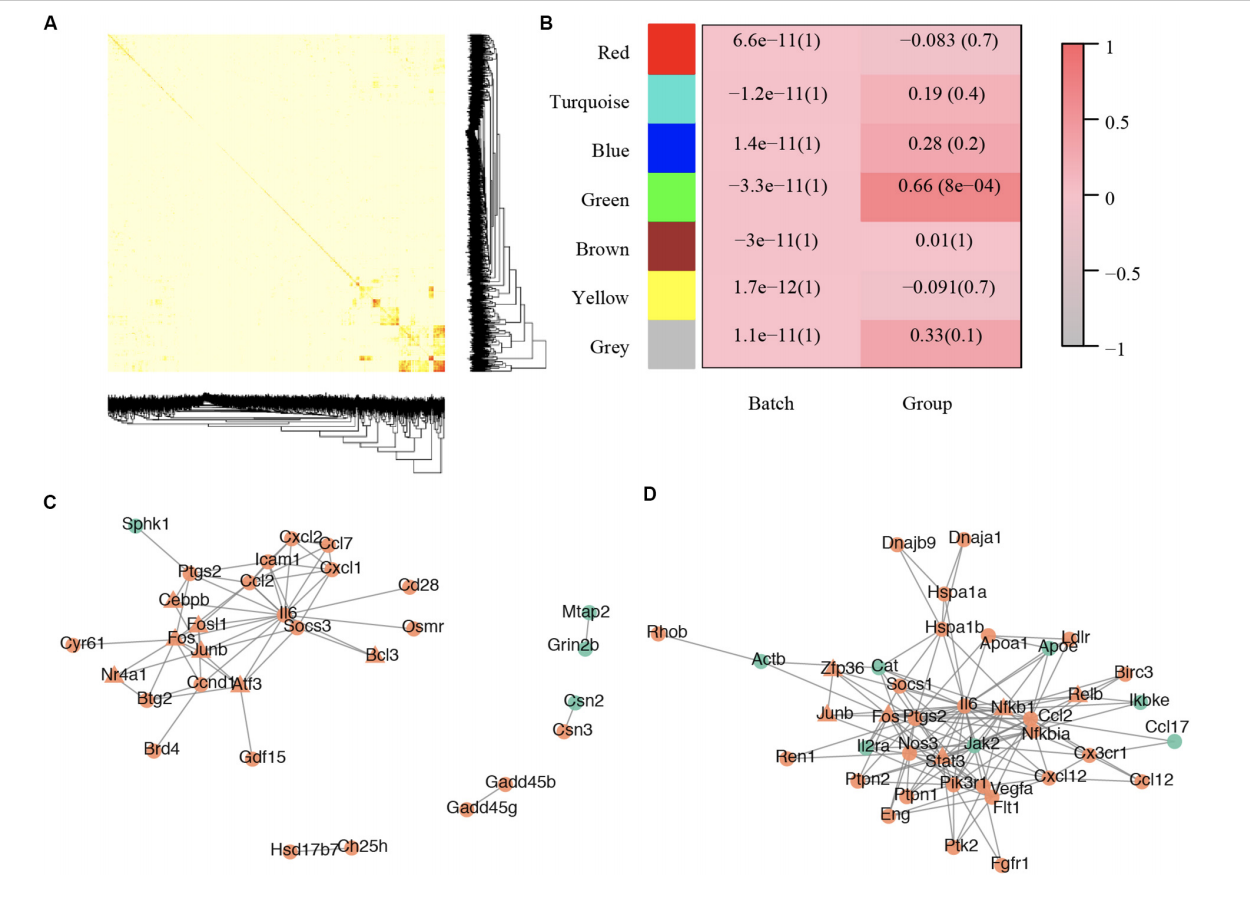 A
B
Red
6.6e−11(1)
−0.083 (0.7)
1
Turquoise
−1.2e−11(1)
0.19 (0.4)
0.5
Blue
1.4e−11(1)
0.28 (0.2)
Green
−3.3e−11(1)
0.66 (8e−04)
0
Brown
−3e−11(1)
0.01(1)
−0.5
Yellow
1.7e−12(1)
−0.091(0.7)
Grey
1.1e−11(1)
0.33(0.1)
−1
Batch
Group
C
Sphk1
Cxcl2
Ccl7
Icam1
Cxcl1
Ptgs2
Ccl2
Cd28
Cebpb
Il6
Fosl1
Socs3
Osmr
Cyr61
Fos
Junb
Bcl3
Nr4a1
Ccnd1
Atf3
Btg2
Brd4
Gdf15
Mtap2
Grin2b
Csn2
Csn3
Gadd45b
Gadd45g
Hsd17b7
Ch25h
D
Dnajb9
Dnaja1
Hspa1a
Rhob
Hspa1b
Apoa1
Ldlr
Apoe
Actb
Zfp36
Cat
Birc3
Socs1
Relb
Ikbke
Junb
Fos
Ptgs2
Il6
Nfkb1
Ccl2
Ccl17
Nfkbia
Il2ra
Nos3
Jak2
Ren1
Stat3
Cx3cr1
Ptpn2
Pik3r1
Cxcl12
Ccl12
Ptpn1
Vegfa
Flt1
Eng
Ptk2
Fgfr1